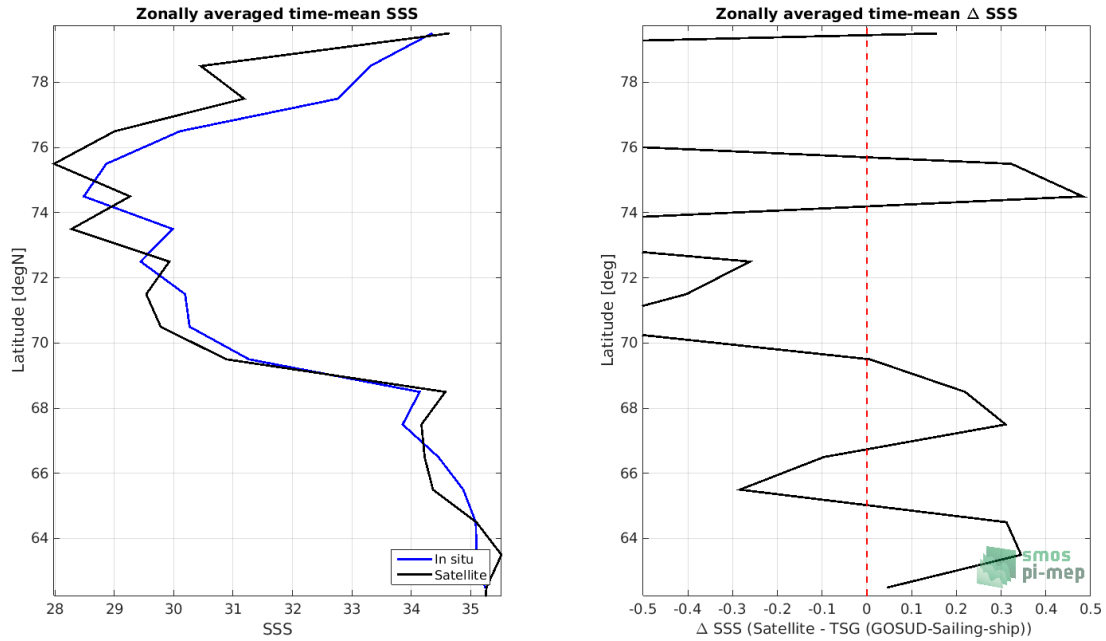 Zonally averaged time-mean SSS
Latitude [degN]
78
76
74
72
70
68
66
64
28 29 30 31 32 33 34 35
SSS
In situ
Satellite
Zonally averaged time-mean Δ SSS
Latitude [deg]
78
76
74
72
70
68
66
64
-0.5 -0.4 -0.3 -0.2 -0.1 0 0.1 0.2 0.3 0.4 0.5
Δ SSS (Satellite - TSG (GOSUD-Sailing-ship))
smos
pi-mep